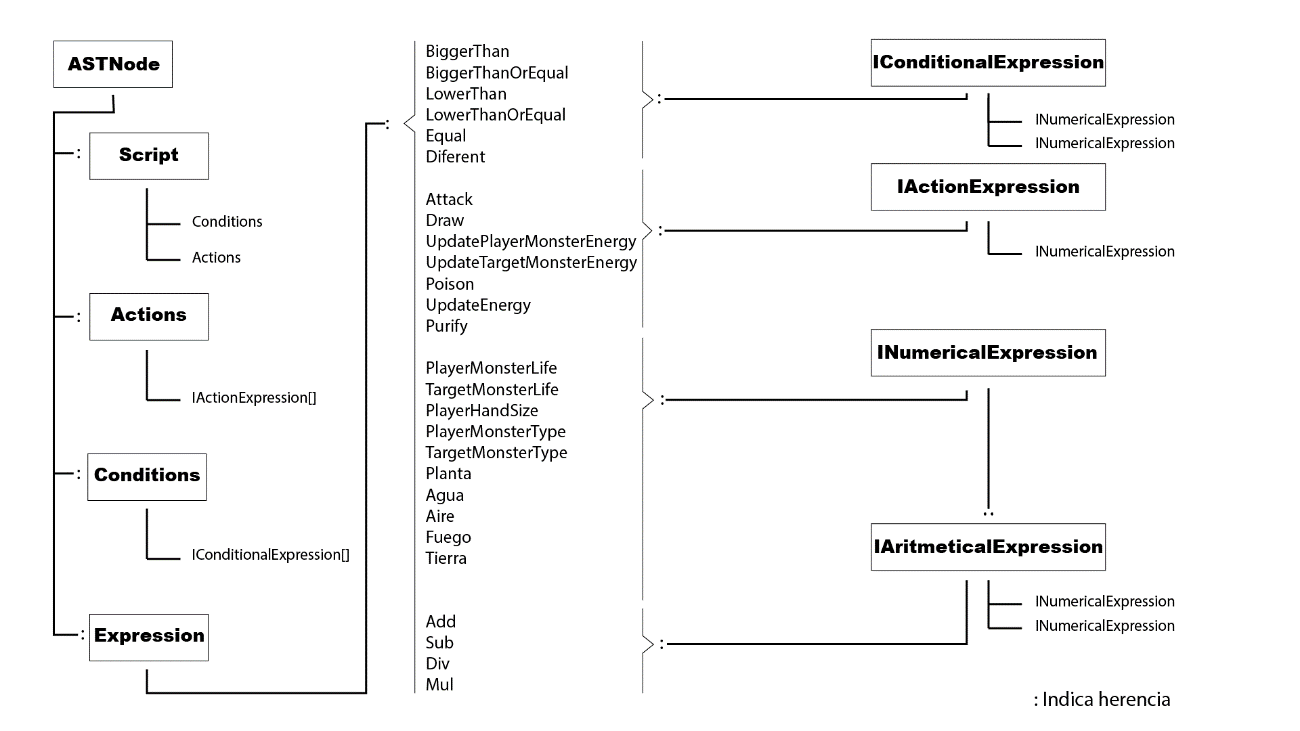 ASTNode
:
Script
Conditions
Actions
:
Actions
IActionExpression[]
:
Conditions
IConditionalExpression[]
:
Expression
:
BiggerThan
BiggerThanOrEqual
LowerThan
LowerThanOrEqual
Equal
Diferent
Attack
Draw
UpdatePlayerMonsterEnergy
UpdateTargetMonsterEnergy
Poison
UpdateEnergy
Purify
PlayerMonsterLife
TargetMonsterLife
PlayerHandSize
PlayerMonsterType
TargetMonsterType
Planta
Agua
Aire
Fuego
Tierra
Add
Sub
Div
Mul
:
IConditionalExpression
INumericalExpression
INumericalExpression
:
IActionExpression
INumericalExpression
:
INumericalExpression
:
IAritmeticalExpression
INumericalExpression
INumericalExpression
:
: Indica herencia